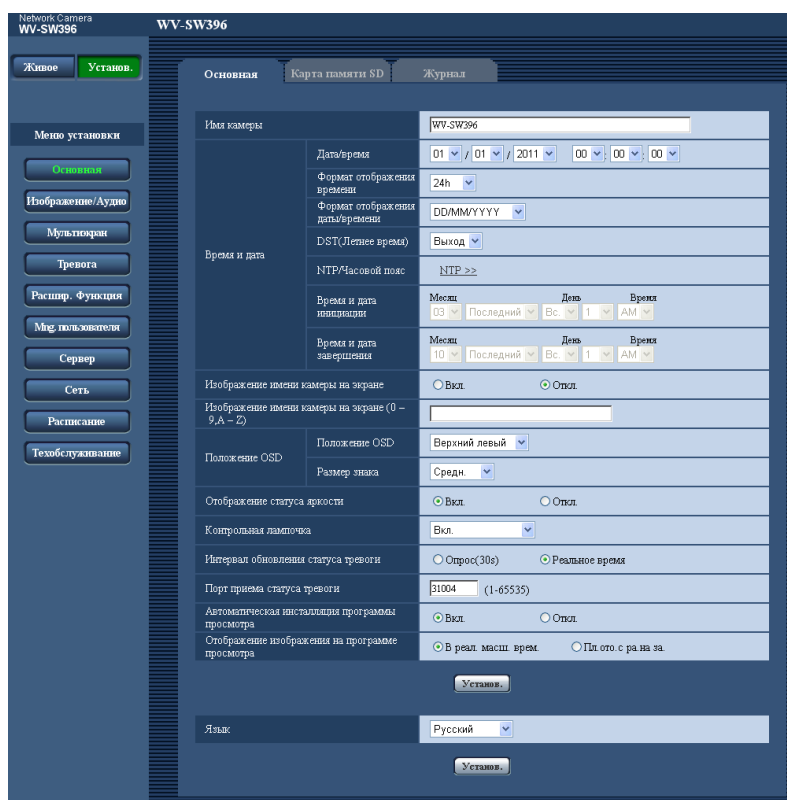 Network Camera
WV-SW396
WV-SW396
Живое
Установ.
Основная
Карта памяти SD
Журнал
Меню установки
Основная
Изображение/Аудио
Мультиэкран
Тревога
Расшир. Функция
Mng. пользователя
Сервер
Сеть
Расписание
Техобслуживание
Имя камеры
WV-SW396
Время и дата
Дата/время
01 / 01 / 2011 00 : 00 : 00
Формат отображения
времени
24h
Формат отображения
даты/времени
DD/MM/YYYY
DST(Летнее время)
Выход
NTP/Часовой пояс
NTP >>
Время и дата
инициации
Месяц День Время
03 Последний Вс. 1 AM
Время и дата
завершения
Месяц День Время
10 Последний Вс. 1 AM
Изображение имени камеры на экране
Вкл. Откл.
Изображение имени камеры на экране (0 –
9,A – Z)
Положение OSD
Положение OSD
Верхний левый
Размер знака
Средн.
Отображение статуса яркости
Вкл. Откл.
Контрольная лампочка
Вкл.
Интервал обновления статуса тревоги
Опрос(30s) Реальное время
Порт приема статуса тревоги
31004 (1-65535)
Автоматическая инсталляция программы
просмотра
Вкл. Откл.
Отображение изображения на программе
просмотра
В реал. масш. врем. Пл.ото.с ра.на за.
Установ.
Язык
Русский
Установ.